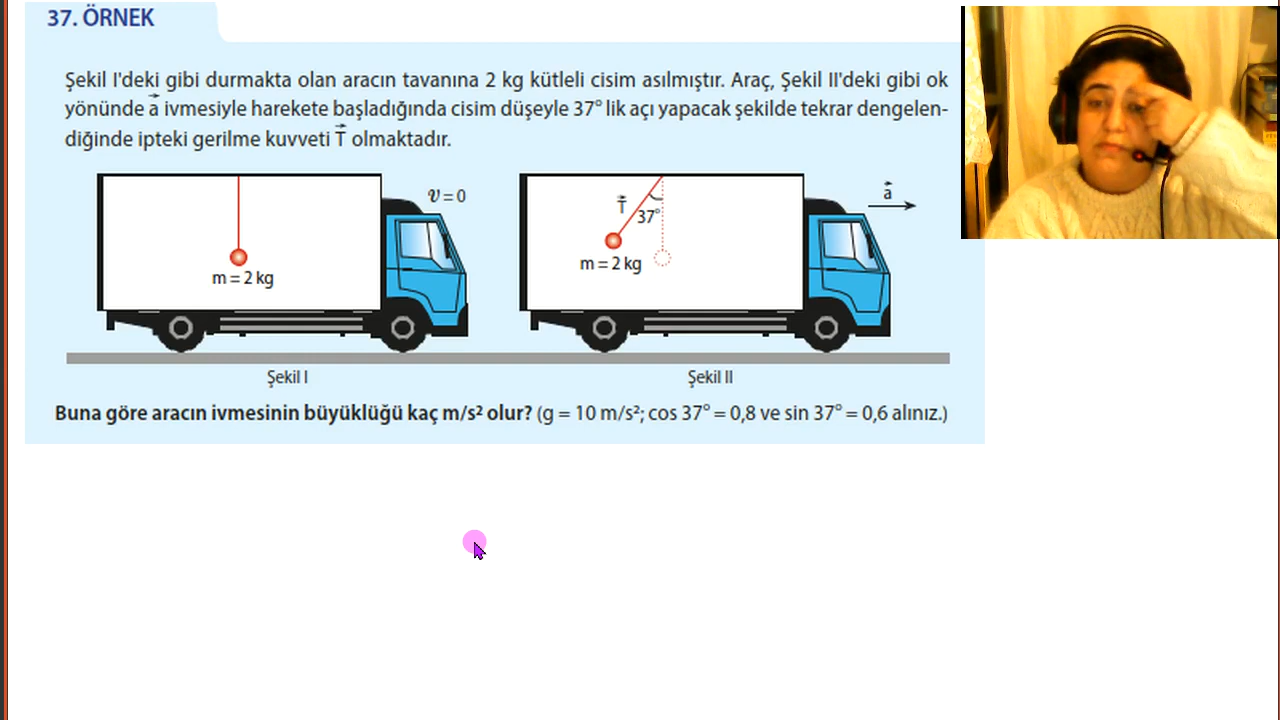 37. ÖRNEK
Şekil I'deki gibi durmakta olan aracın tavanına 2 kg kütleli cisim asılmıştır. Araç, Şekil II'deki gibi ok
yönünde a⃗ ivmesiyle harekete başladığında cisim düşeyle 37° lik açı yapacak şekilde tekrar dengelen-
diğinde ipteki gerilme kuvveti T⃗ olmaktadır.
v = 0
m = 2 kg
T⃗
37°
m = 2 kg
a⃗
Şekil I
Şekil II
Buna göre aracın ivmesinin büyüklüğü kaç m/s² olur? (g = 10 m/s²; cos 37° = 0,8 ve sin 37° = 0,6 alınız.)